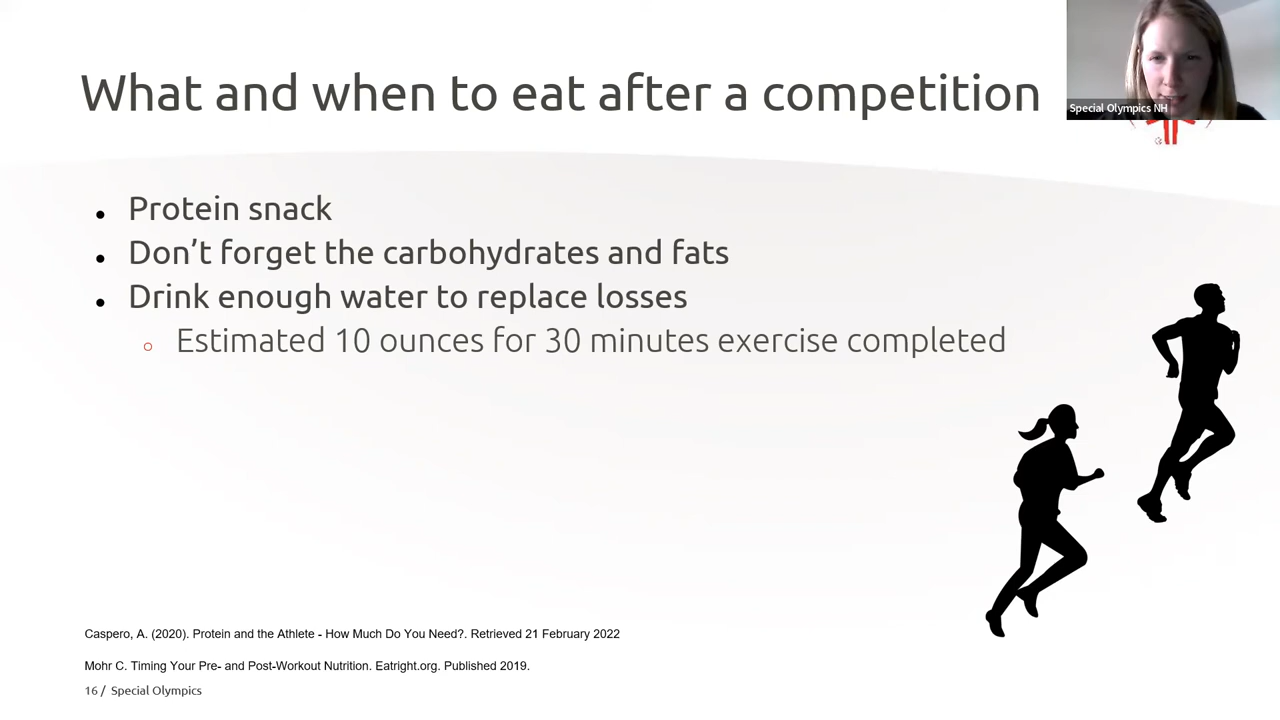 What and when to eat after a competition
Special Olympics NH
Protein snack
Don’t forget the carbohydrates and fats
Drink enough water to replace losses
Estimated 10 ounces for 30 minutes exercise completed
Caspero, A. (2020). Protein and the Athlete - How Much Do You Need?. Retrieved 21 February 2022
Mohr C. Timing Your Pre- and Post-Workout Nutrition. Eatright.org. Published 2019.
16 / Special Olympics